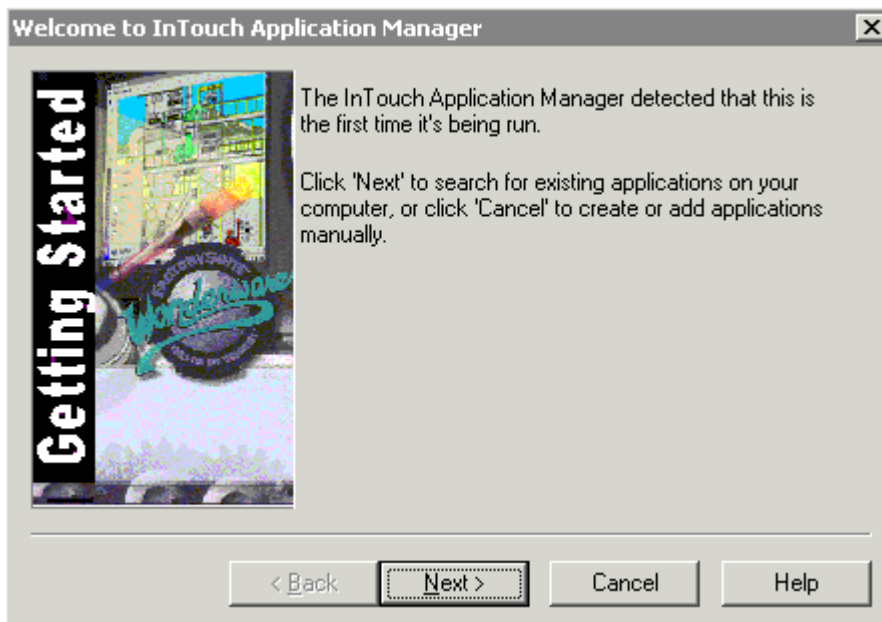 Welcome to InTouch Application Manager
Getting Started
The InTouch Application Manager detected that this is
the first time it's being run.
Click 'Next' to search for existing applications on your
computer, or click 'Cancel' to create or add applications
manually.
FactorySuite
Wonderware
< Back
Next >
Cancel
Help